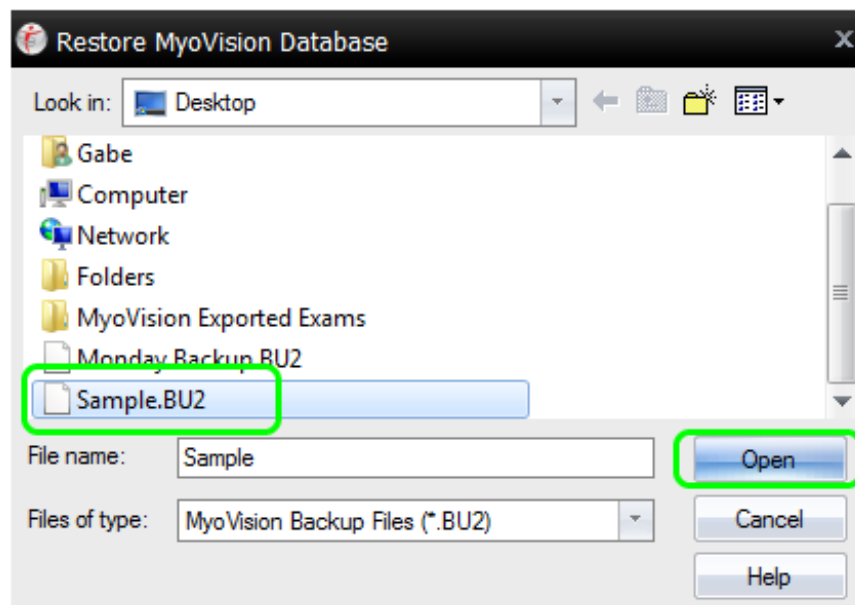 Restore MyoVision Database
x
Look in: Desktop
Gabe
Computer
Network
Folders
MyoVision Exported Exams
Monday Backup.BU2
Sample.BU2
File name: Sample Open
Files of type: MyoVision Backup Files (*.BU2) Cancel
Help